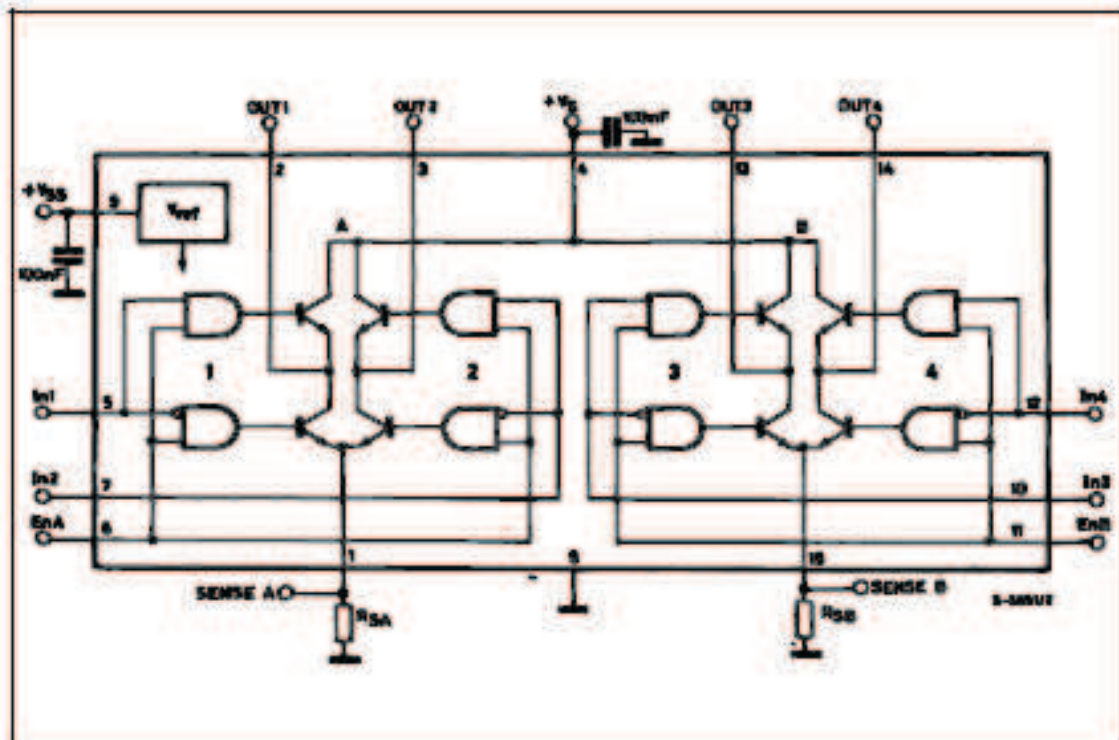 OUT1
OUT2
+VS
100nF
OUT3
OUT4
2
3
4
13
14
+VSS
9
Vref
100nF
A
B
1
2
3
4
In1
5
12
In4
In2
7
10
In3
EnA
6
11
EnB
1
8
15
SENSE A
RSA
SENSE B
RSB